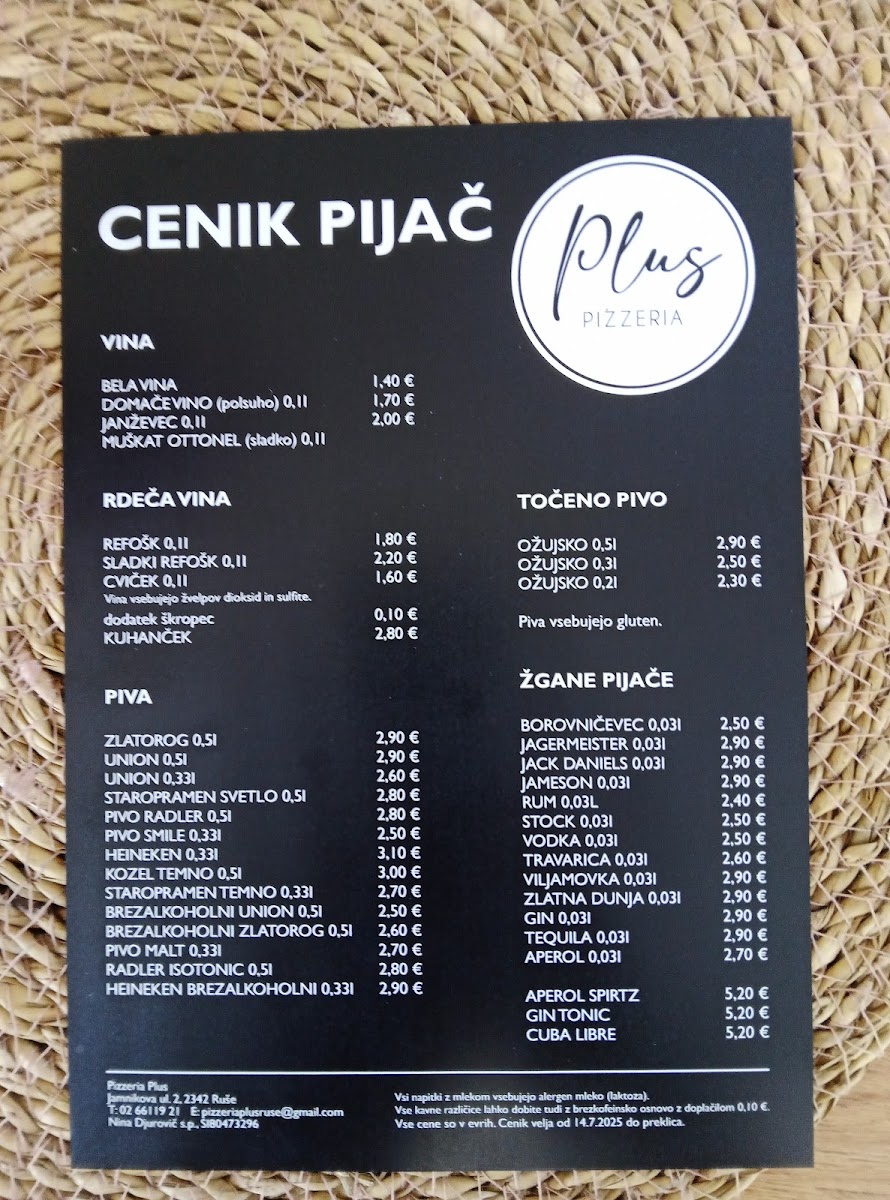 CENIK PIJAČ
Plus
PIZZERIA
VINA
BELA VINA 1,40 €
DOMAČE VINO (polsuho) 0,1l 1,70 €
JANŽEVEC 0,1l 2,00 €
MUŠKAT OTTONEL (sladko) 0,1l
RDEČA VINA
REFOŠK 0,1l 1,80 €
SLADKI REFOŠK 0,1l 2,20 €
CVIČEK 0,1l 1,60 €
Vina vsebujejo žvelpov dioksid in sulfite.
dodatek škropec 0,10 €
KUHANČEK 2,80 €
PIVA
ZLATOROG 0,5l 2,90 €
UNION 0,5l 2,90 €
UNION 0,33l 2,60 €
STAROPRAMEN SVETLO 0,5l 2,80 €
PIVO RADLER 0,5l 2,80 €
PIVO SMILE 0,33l 2,50 €
HEINEKEN 0,33l 3,10 €
KOZEL TEMNO 0,5l 3,00 €
STAROPRAMEN TEMNO 0,33l 2,70 €
BREZALKOHOLNI UNION 0,5l 2,50 €
BREZALKOHOLNI ZLATOROG 0,5l 2,60 €
PIVO MALT 0,33l 2,70 €
RADLER ISOTONIC 0,5l 2,80 €
HEINEKEN BREZALKOHOLNI 0,33l 2,90 €
TOČENO PIVO
OŽUJSKO 0,5l 2,90 €
OŽUJSKO 0,3l 2,50 €
OŽUJSKO 0,2l 2,30 €
Piva vsebujejo gluten.
ŽGANE PIJAČE
BOROVNIČEVEC 0,03l 2,50 €
JAGERMEISTER 0,03l 2,90 €
JACK DANIELS 0,03l 2,90 €
JAMESON 0,03l 2,90 €
RUM 0,03L 2,40 €
STOCK 0,03l 2,50 €
VODKA 0,03l 2,50 €
TRAVARICA 0,03l 2,60 €
VILJAMOVKA 0,03l 2,90 €
ZLATNA DUNJA 0,03l 2,90 €
GIN 0,03l 2,90 €
TEQUILA 0,03l 2,90 €
APEROL 0,03l 2,70 €
APEROL SPIRTZ 5,20 €
GIN TONIC 5,20 €
CUBA LIBRE 5,20 €
Pizzeria Plus
Jamnikova ul. 2, 2342 Ruše
T: 02 66119 21 E: pizzeriaplusruse@gmail.com
Nina Djurovič s.p., SI80473296
Vsi napitki z mlekom vsebujejo alergen mleko (laktoza).
Vse kavne različice lahko dobite tudi z brezkofeinsko osnovo z doplačilom 0,10 €.
Vse cene so v evrih. Cenik velja od 14.7.2025 do preklica.